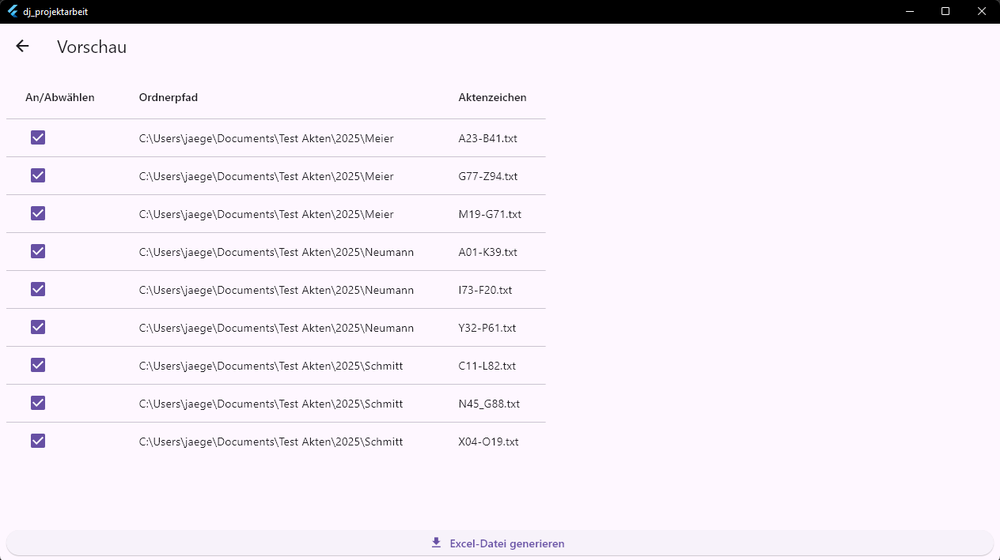 dj_projektarbeit
Vorschau
An/Abwählen Ordnerpfad Aktenzeichen
C:\Users\jaege\Documents\Test Akten\2025\Meier A23-B41.txt
C:\Users\jaege\Documents\Test Akten\2025\Meier G77-Z94.txt
C:\Users\jaege\Documents\Test Akten\2025\Meier M19-G71.txt
C:\Users\jaege\Documents\Test Akten\2025\Neumann A01-K39.txt
C:\Users\jaege\Documents\Test Akten\2025\Neumann I73-F20.txt
C:\Users\jaege\Documents\Test Akten\2025\Neumann Y32-P61.txt
C:\Users\jaege\Documents\Test Akten\2025\Schmitt C11-L82.txt
C:\Users\jaege\Documents\Test Akten\2025\Schmitt N45_G88.txt
C:\Users\jaege\Documents\Test Akten\2025\Schmitt X04-O19.txt
Excel-Datei generieren